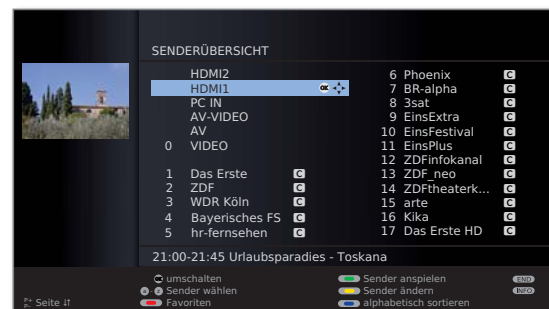 SENDERÜBERSICHT
HDMI2
HDMI1 OK
PC IN
AV-VIDEO
AV
0 VIDEO
1 Das Erste C
2 ZDF C
3 WDR Köln C
4 Bayerisches FS C
5 hr-fernsehen C
6 Phoenix C
7 BR-alpha C
8 3sat C
9 EinsExtra C
10 EinsFestival C
11 EinsPlus C
12 ZDFinfokanal C
13 ZDF_neo C
14 ZDFtheaterk... C
15 arte C
16 Kika C
17 Das Erste HD C
21:00-21:45 Urlaubsparadies - Toskana
OK umschalten
Sender wählen
Favoriten
Sender anspielen
Sender ändern
alphabetisch sortieren
END
INFO
P+ P- Seite